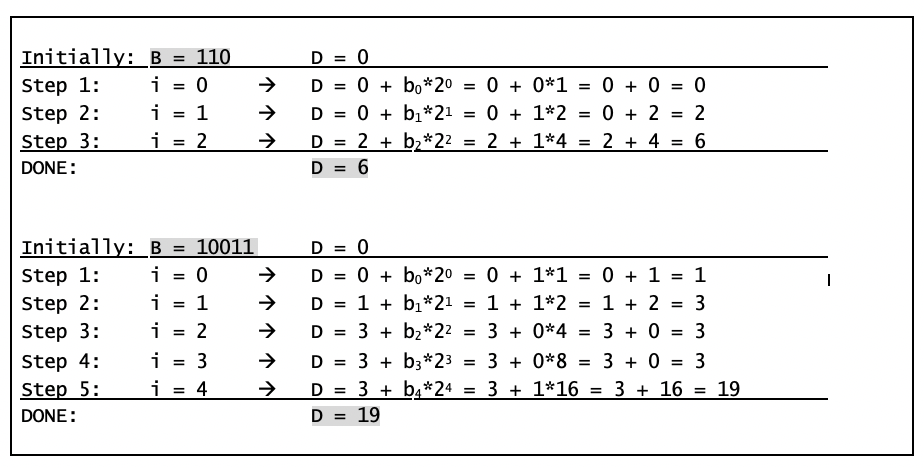 Initially: B = 110 D = 0
Step 1: i = 0 → D = 0 + b₀*2⁰ = 0 + 0*1 = 0 + 0 = 0
Step 2: i = 1 → D = 0 + b₁*2¹ = 0 + 1*2 = 0 + 2 = 2
Step 3: i = 2 → D = 2 + b₂*2² = 2 + 1*4 = 2 + 4 = 6
DONE: D = 6
Initially: B = 10011 D = 0
Step 1: i = 0 → D = 0 + b₀*2⁰ = 0 + 1*1 = 0 + 1 = 1
Step 2: i = 1 → D = 1 + b₁*2¹ = 1 + 1*2 = 1 + 2 = 3
Step 3: i = 2 → D = 3 + b₂*2² = 3 + 0*4 = 3 + 0 = 3
Step 4: i = 3 → D = 3 + b₃*2³ = 3 + 0*8 = 3 + 0 = 3
Step 5: i = 4 → D = 3 + b₄*2⁴ = 3 + 1*16 = 3 + 16 = 19
DONE: D = 19